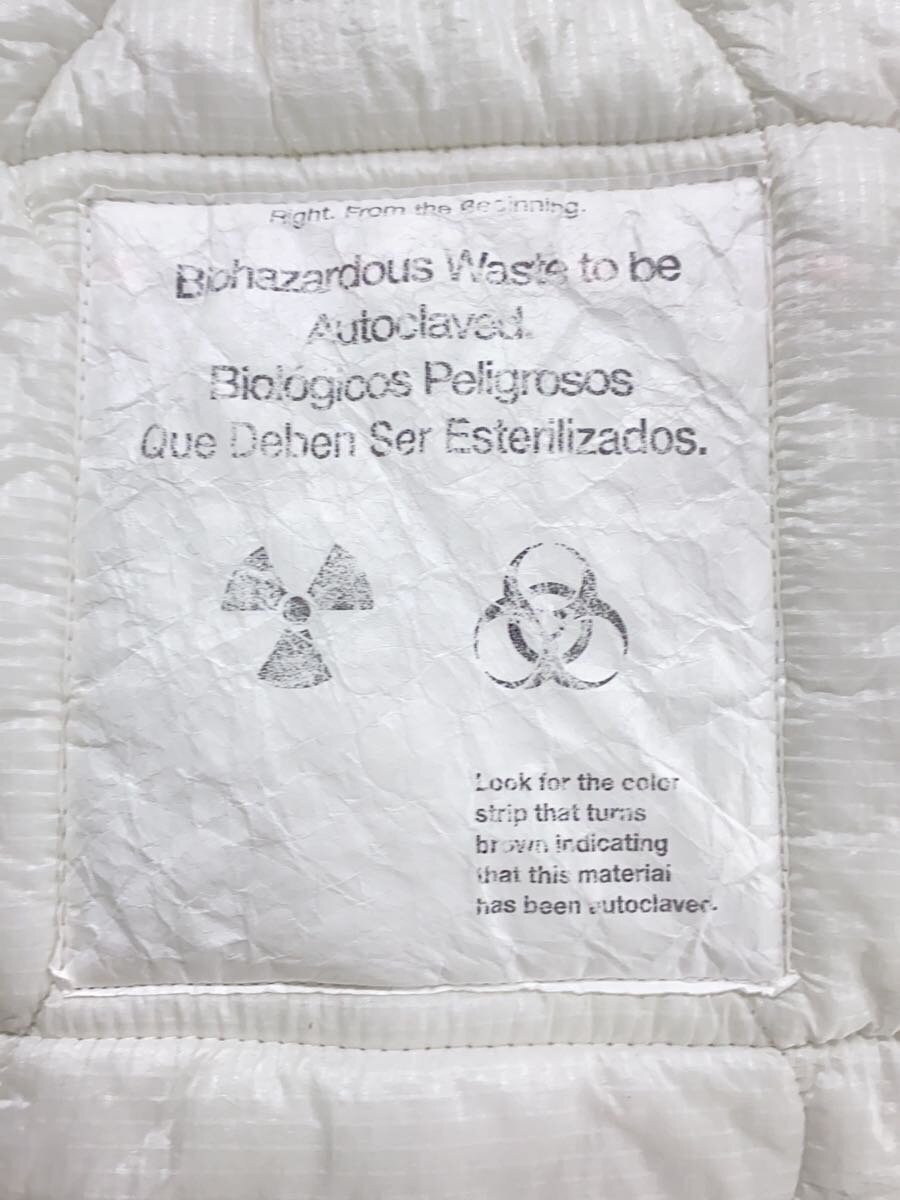 Right. From the Beginning.
Biohazardous Waste to be
Autoclaved.
Biológicos Peligrosos
Que Deben Ser Esterilizados.
Look for the color
strip that turns
brown indicating
that this material
has been autoclaved.